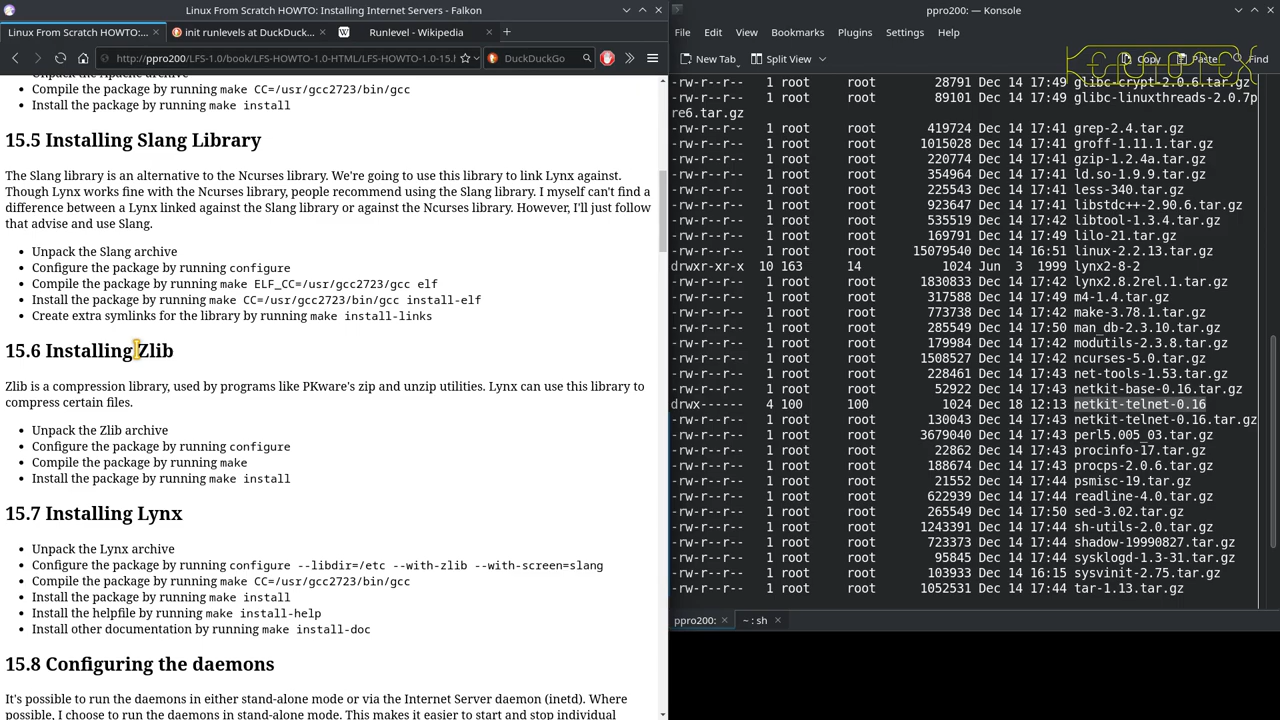 Linux From Scratch HOWTO: Installing Internet Servers - Falkon
Linux From Scratch HOWTO:...
init runlevels at DuckDuck...
Runlevel - Wikipedia
http://ppro200/LFS-1.0/book/LFS-HOWTO-1.0-HTML/LFS-HOWTO-1.0-15.
DuckDuckGo
Unpack the Apache archive
Compile the package by running make CC=/usr/gcc2723/bin/gcc
Install the package by running make install
15.5 Installing Slang Library
The Slang library is an alternative to the Ncurses library. We're going to use this library to link Lynx against.
Though Lynx works fine with the Ncurses library, people recommend using the Slang library. I myself can't find a
difference between a Lynx linked against the Slang library or against the Ncurses library. However, I'll just follow
that advise and use Slang.
Unpack the Slang archive
Configure the package by running configure
Compile the package by running make ELF_CC=/usr/gcc2723/gcc elf
Install the package by running make CC=/usr/gcc2723/bin/gcc install-elf
Create extra symlinks for the library by running make install-links
15.6 Installing Zlib
Zlib is a compression library, used by programs like PKware's zip and unzip utilities. Lynx can use this library to
compress certain files.
Unpack the Zlib archive
Configure the package by running configure
Compile the package by running make
Install the package by running make install
15.7 Installing Lynx
Unpack the Lynx archive
Configure the package by running configure --libdir=/etc --with-zlib --with-screen=slang
Compile the package by running make CC=/usr/gcc2723/bin/gcc
Install the package by running make install
Install the helpfile by running make install-help
Install other documentation by running make install-doc
15.8 Configuring the daemons
It's possible to run the daemons in either stand-alone mode or via the Internet Server daemon (inetd). Where
possible, I choose to run the daemons in stand-alone mode. This makes it easier to start and stop individual
ppro200: — Konsole
File Edit View Bookmarks Plugins Settings Help
New Tab Split View Copy Paste Find
-rw-r--r-- 1 root root 28791 Dec 14 17:49 glibc-crypt-2.0.6.tar.gz
-rw-r--r-- 1 root root 89101 Dec 14 17:49 glibc-linuxthreads-2.0.7p
re6.tar.gz
-rw-r--r-- 1 root root 419724 Dec 14 17:41 grep-2.4.tar.gz
-rw-r--r-- 1 root root 1015028 Dec 14 17:41 groff-1.11.1.tar.gz
-rw-r--r-- 1 root root 220774 Dec 14 17:41 gzip-1.2.4a.tar.gz
-rw-r--r-- 1 root root 354964 Dec 14 17:41 ld.so-1.9.9.tar.gz
-rw-r--r-- 1 root root 225543 Dec 14 17:41 less-340.tar.gz
-rw-r--r-- 1 root root 923647 Dec 14 17:41 libstdc++-2.90.6.tar.gz
-rw-r--r-- 1 root root 535519 Dec 14 17:42 libtool-1.3.4.tar.gz
-rw-r--r-- 1 root root 169791 Dec 14 17:49 lilo-21.tar.gz
-rw-r--r-- 1 root root 15079540 Dec 14 16:51 linux-2.2.13.tar.gz
drwxr-xr-x 10 163 14 1024 Jun 3 1999 lynx2-8-2
-rw-r--r-- 1 root root 1830833 Dec 14 17:42 lynx2.8.2rel.1.tar.gz
-rw-r--r-- 1 root root 317588 Dec 14 17:42 m4-1.4.tar.gz
-rw-r--r-- 1 root root 773738 Dec 14 17:42 make-3.78.1.tar.gz
-rw-r--r-- 1 root root 285549 Dec 14 17:50 man_db-2.3.10.tar.gz
-rw-r--r-- 1 root root 179984 Dec 14 17:42 modutils-2.3.8.tar.gz
-rw-r--r-- 1 root root 1508527 Dec 14 17:42 ncurses-5.0.tar.gz
-rw-r--r-- 1 root root 228461 Dec 14 17:43 net-tools-1.53.tar.gz
-rw-r--r-- 1 root root 52922 Dec 14 17:43 netkit-base-0.16.tar.gz
drwx------ 4 100 100 1024 Dec 18 12:13 netkit-telnet-0.16
-rw-r--r-- 1 root root 130043 Dec 14 17:43 netkit-telnet-0.16.tar.gz
-rw-r--r-- 1 root root 3679040 Dec 14 17:43 perl5.005_03.tar.gz
-rw-r--r-- 1 root root 22862 Dec 14 17:43 procinfo-17.tar.gz
-rw-r--r-- 1 root root 188674 Dec 14 17:43 procps-2.0.6.tar.gz
-rw-r--r-- 1 root root 21552 Dec 14 17:44 psmisc-19.tar.gz
-rw-r--r-- 1 root root 622939 Dec 14 17:44 readline-4.0.tar.gz
-rw-r--r-- 1 root root 265549 Dec 14 17:50 sed-3.02.tar.gz
-rw-r--r-- 1 root root 1243391 Dec 14 17:44 sh-utils-2.0.tar.gz
-rw-r--r-- 1 root root 723373 Dec 14 17:44 shadow-19990827.tar.gz
-rw-r--r-- 1 root root 95845 Dec 14 17:44 sysklogd-1.3-31.tar.gz
-rw-r--r-- 1 root root 103933 Dec 14 16:15 sysvinit-2.75.tar.gz
-rw-r--r-- 1 root root 1052531 Dec 14 17:44 tar-1.13.tar.gz
ppro200: ~ : sh